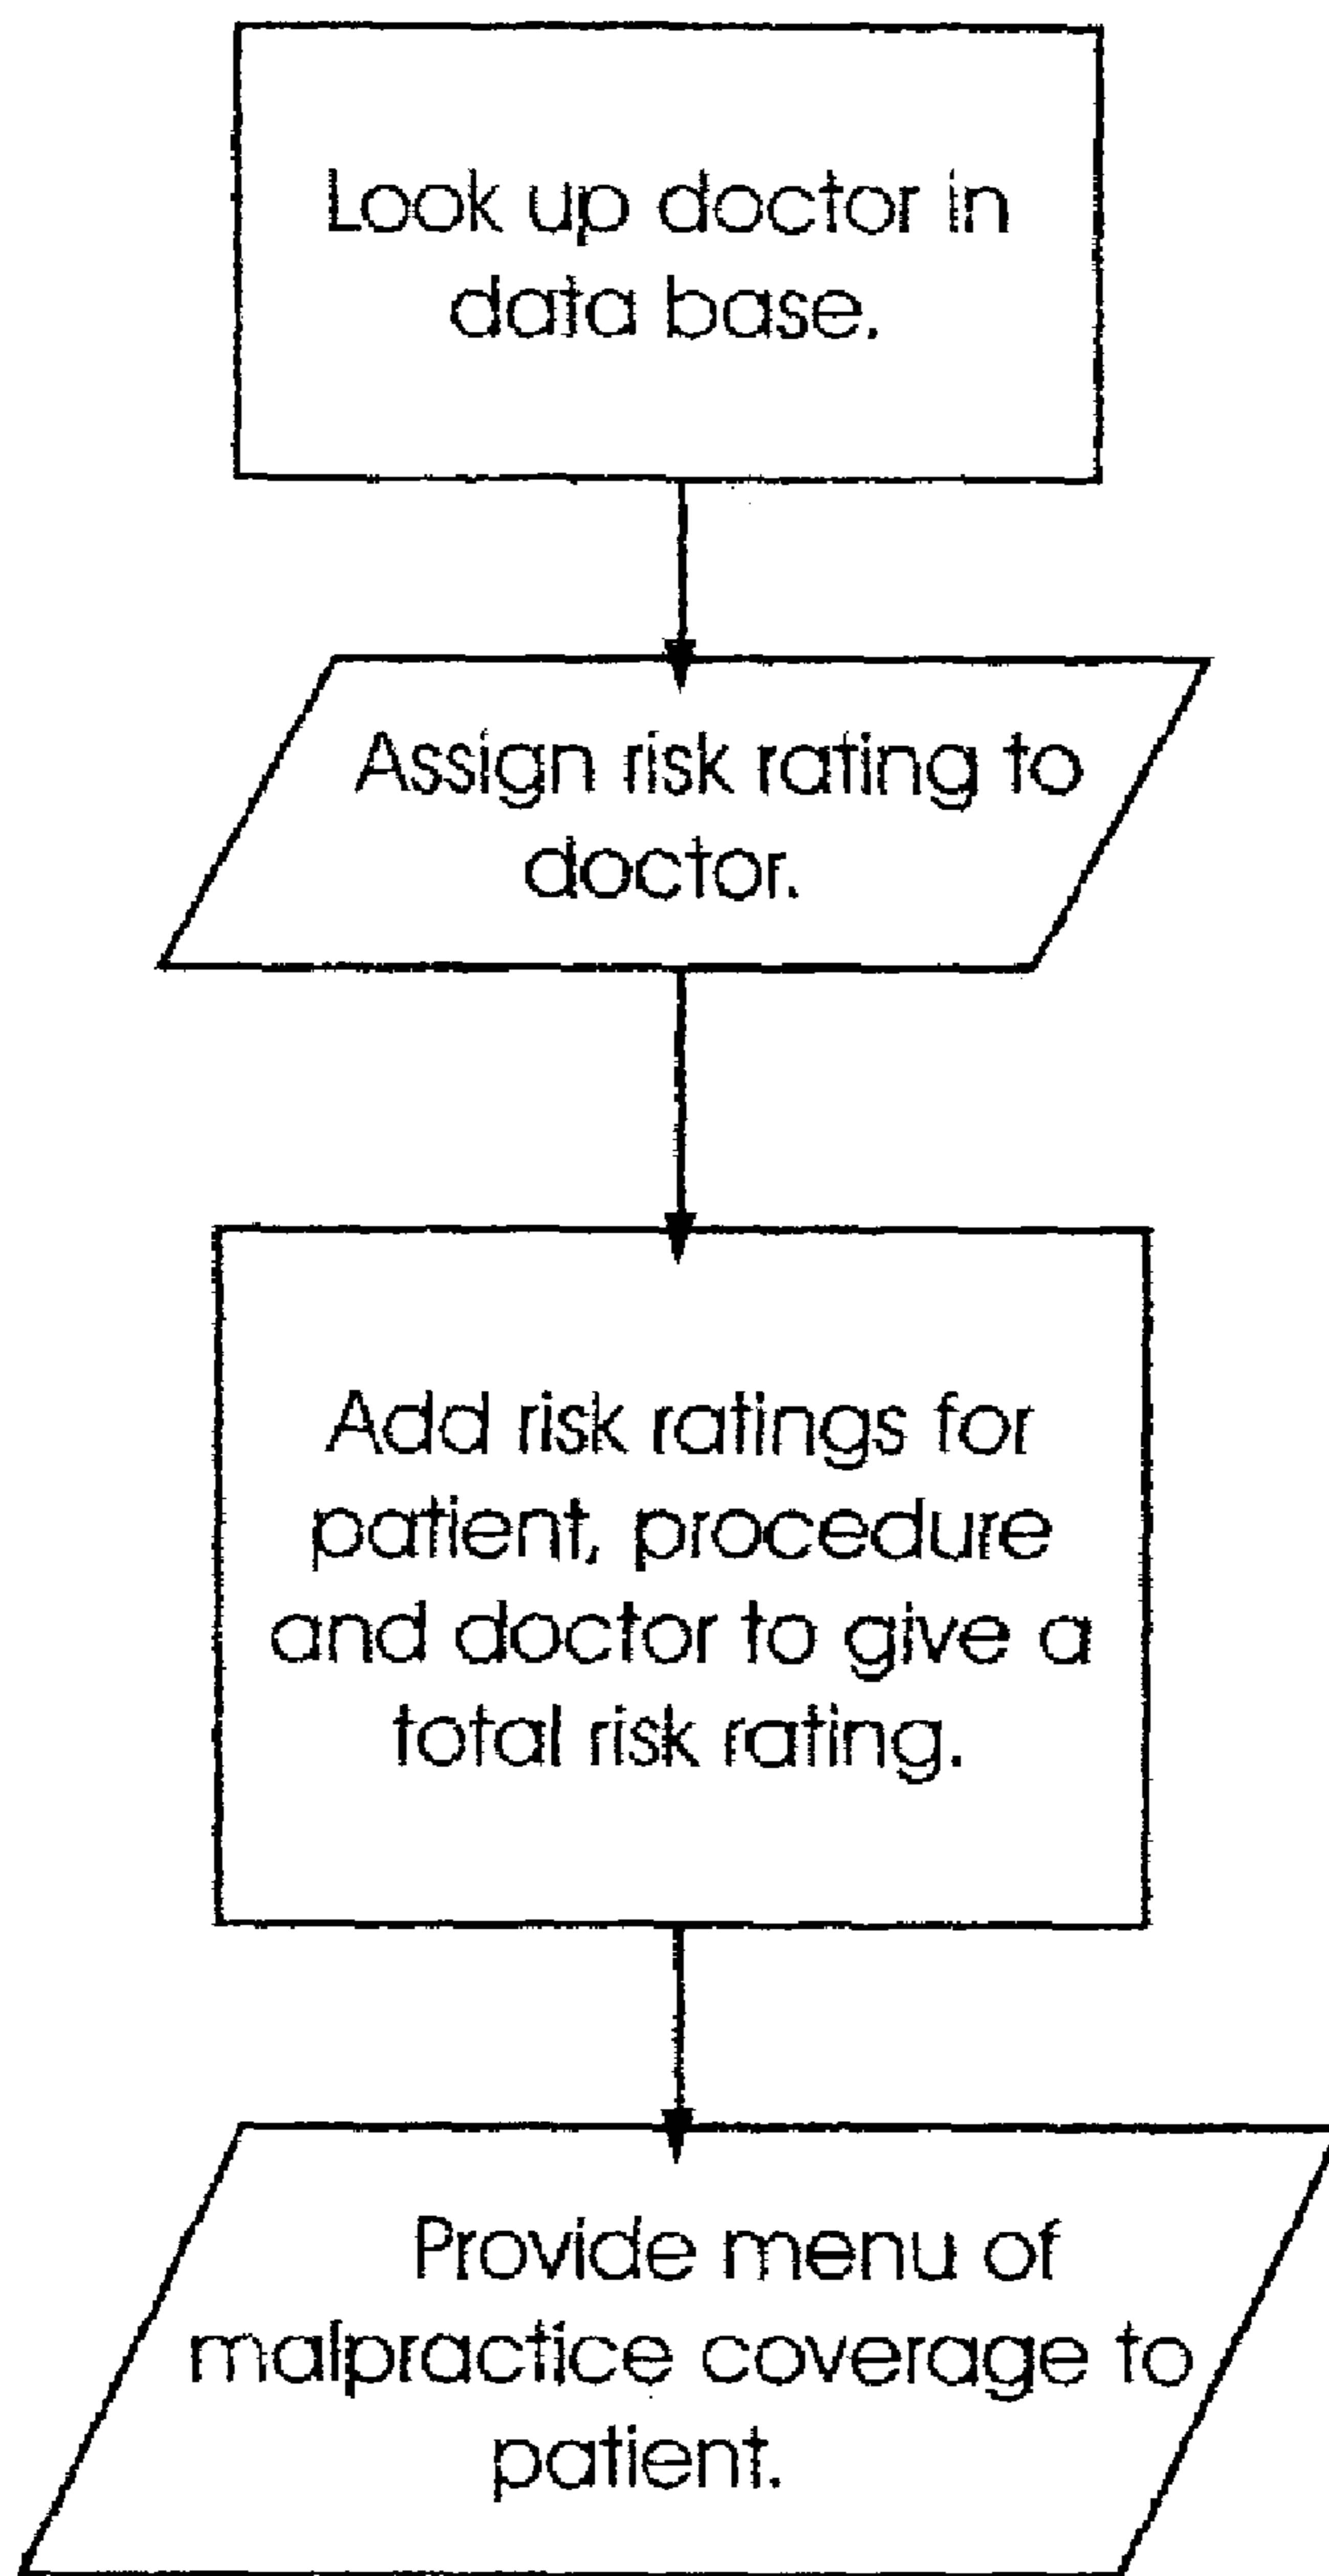 Look up doctor in
data base.
Assign risk rating to
doctor.
Add risk ratings for
patient, procedure
and doctor to give a
total risk rating.
Provide menu of
malpractice coverage to
patient.